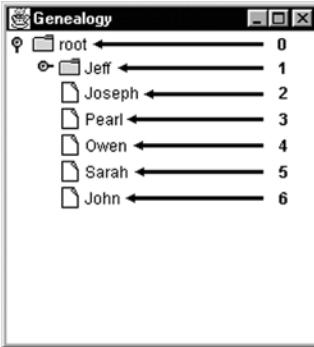 Genealogy
root 0
Jeff 1
Joseph 2
Pearl 3
Owen 4
Sarah 5
John 6